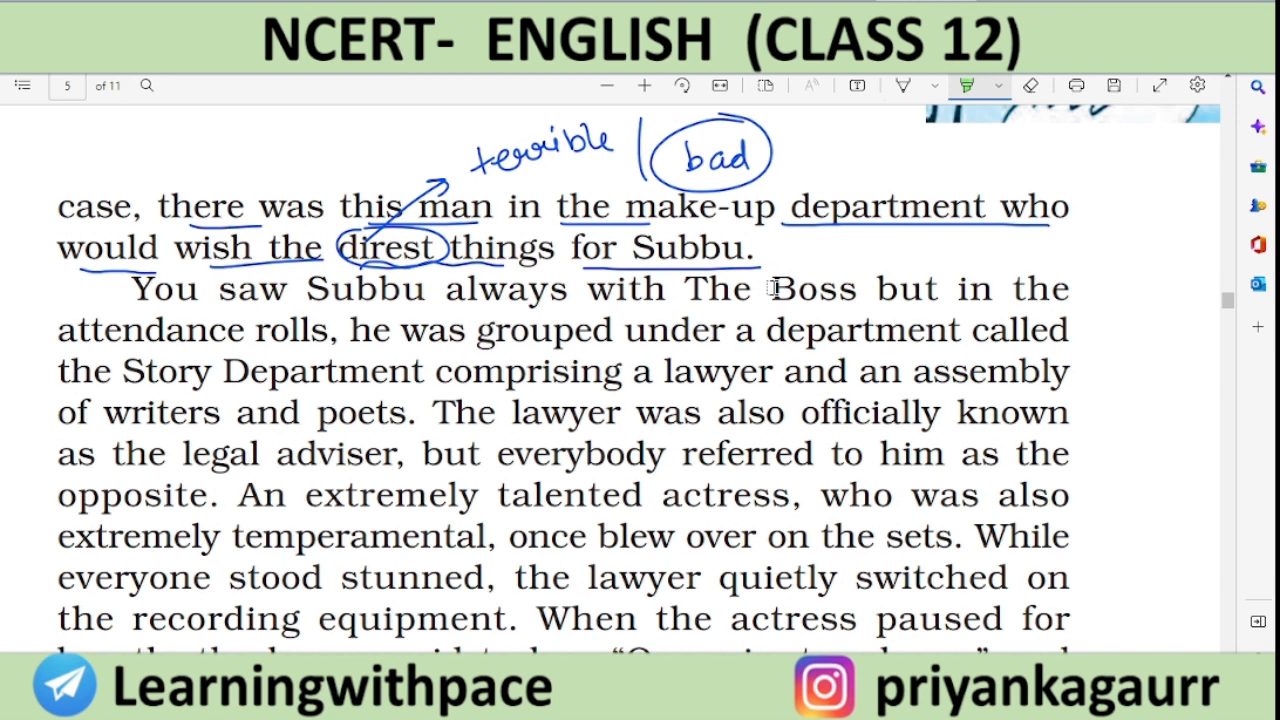 NCERT- ENGLISH (CLASS 12)
5 of 11
terrible bad
case, there was this man in the make-up department who
would wish the direst things for Subbu.
You saw Subbu always with The Boss but in the
attendance rolls, he was grouped under a department called
the Story Department comprising a lawyer and an assembly
of writers and poets. The lawyer was also officially known
as the legal adviser, but everybody referred to him as the
opposite. An extremely talented actress, who was also
extremely temperamental, once blew over on the sets. While
everyone stood stunned, the lawyer quietly switched on
the recording equipment. When the actress paused for
Learningwithpace priyankagaurr